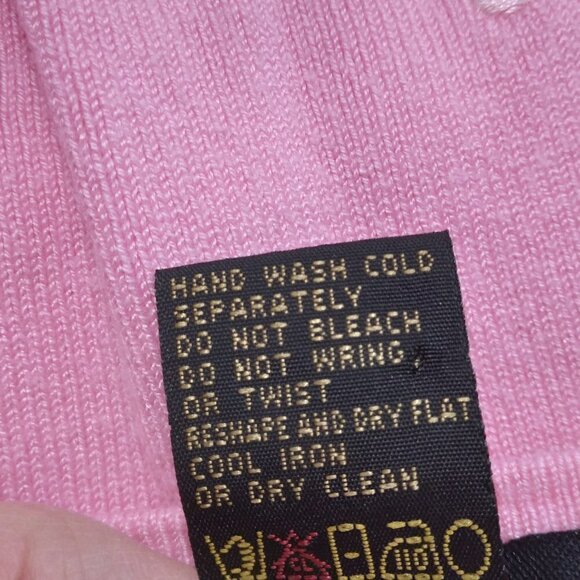 HAND WASH COLD
SEPARATELY
DO NOT BLEACH
DO NOT WRING,
OR TWIST
RESHAPE AND DRY FLAT
COOL IRON
OR DRY CLEAN